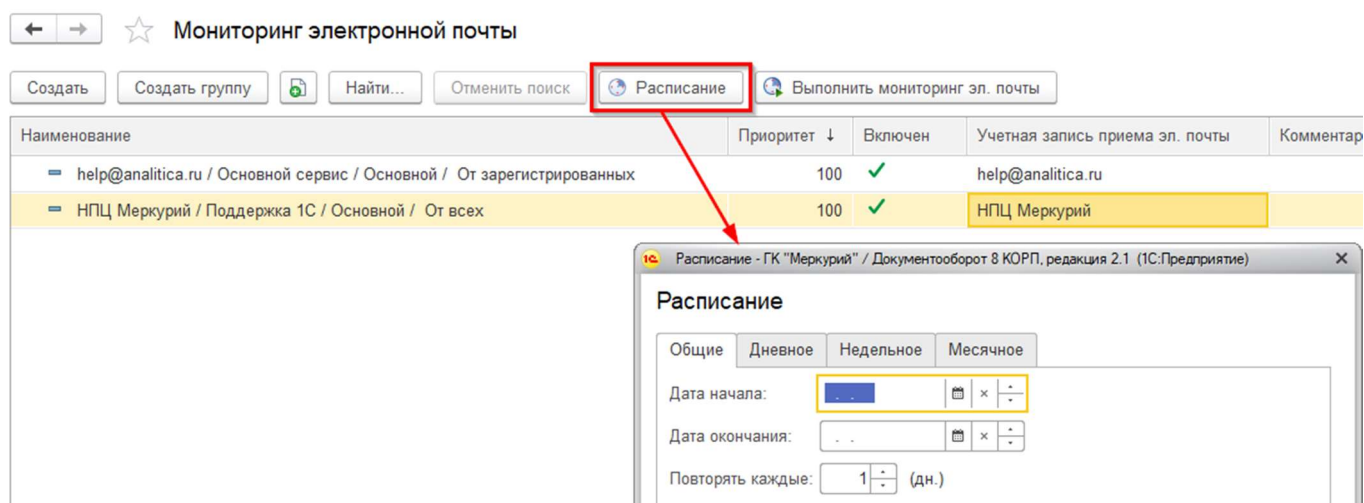 Мониторинг электронной почты
Создать Создать группу Найти... Отменить поиск Расписание Выполнить мониторинг эл. почты
Наименование Приоритет ↓ Включен Учетная запись приема эл. почты Комментар
help@analitica.ru / Основной сервис / Основной / От зарегистрированных 100 help@analitica.ru
НПЦ Меркурий / Поддержка 1С / Основной / От всех 100 НПЦ Меркурий
1С Расписание - ГК "Меркурий" / Документооборот 8 КОРП, редакция 2.1 (1С:Предприятие)
Расписание
Общие Дневное Недельное Месячное
Дата начала: . .
Дата окончания: . .
Повторять каждые: 1 (дн.)